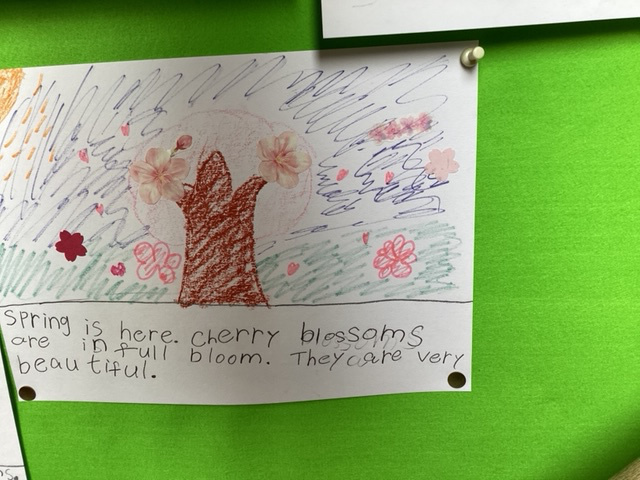 Spring is here. Cherry blossoms
are in full bloom. They are very
beautiful.
s.